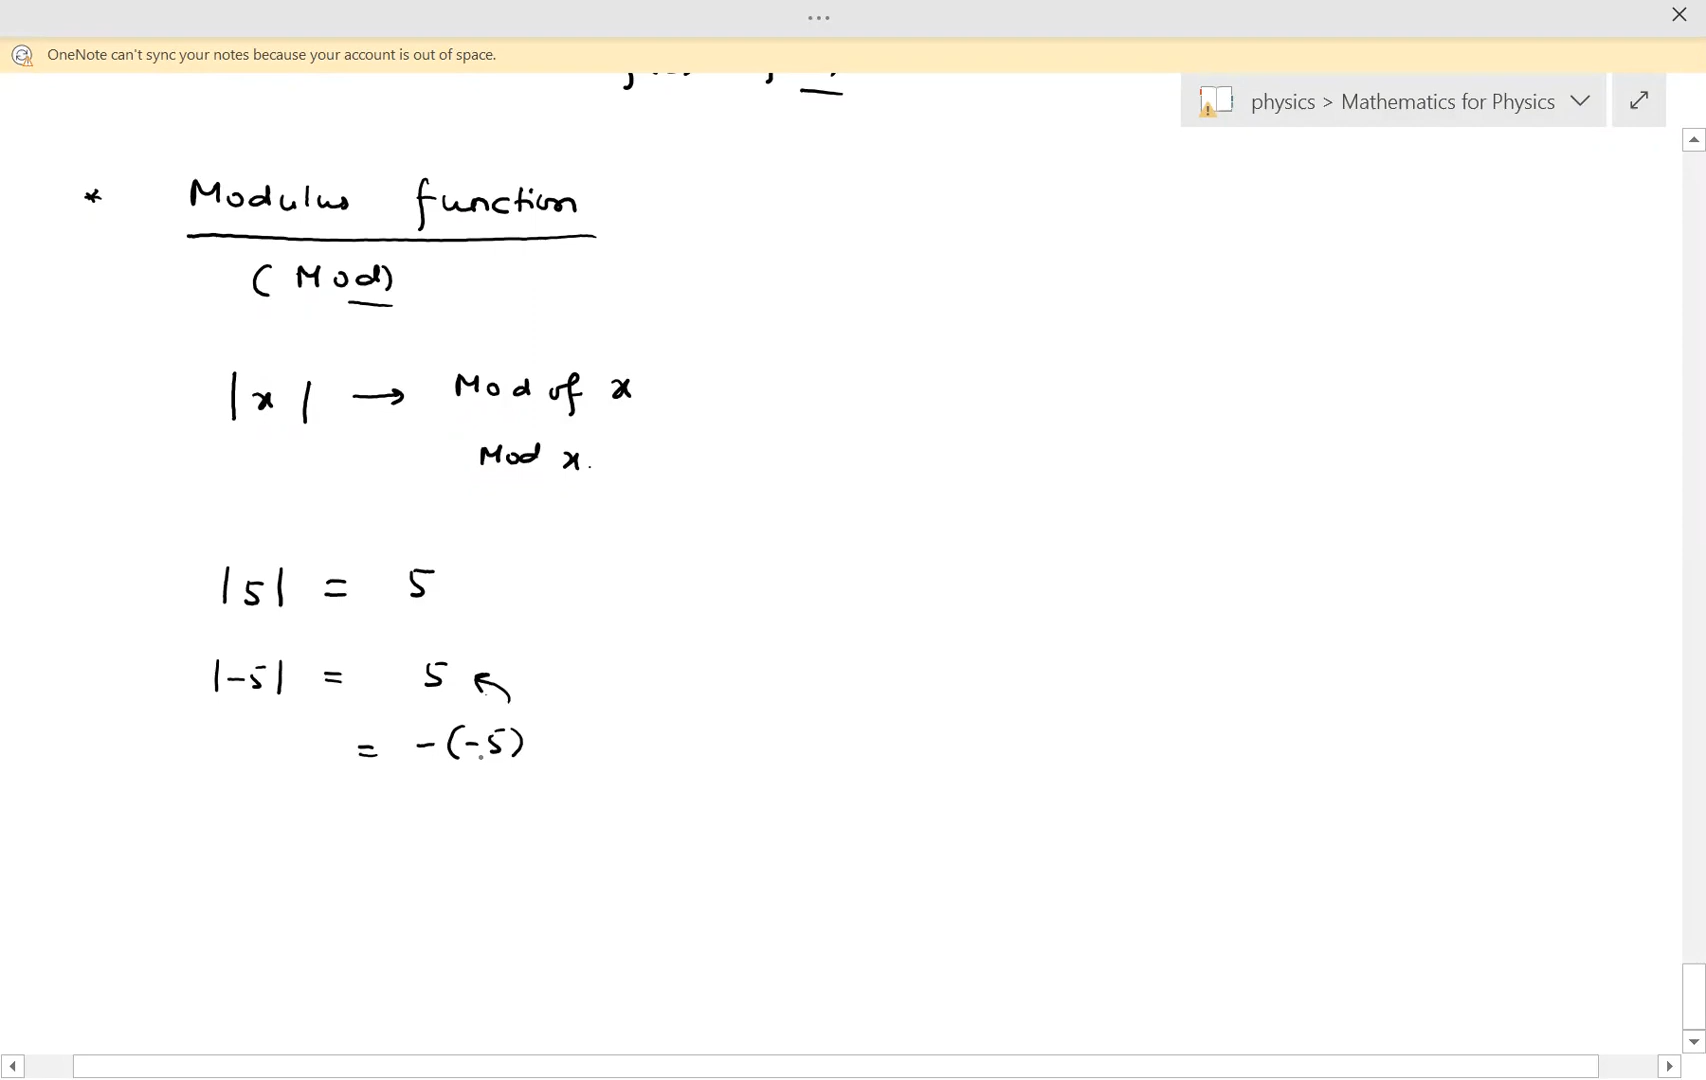 OneNote can't sync your notes because your account is out of space.
physics > Mathematics for Physics
* Modulus function
(Mod)
|x| → Mod of x
Mod x.
|5| = 5
|-5| = 5
= -(-5)